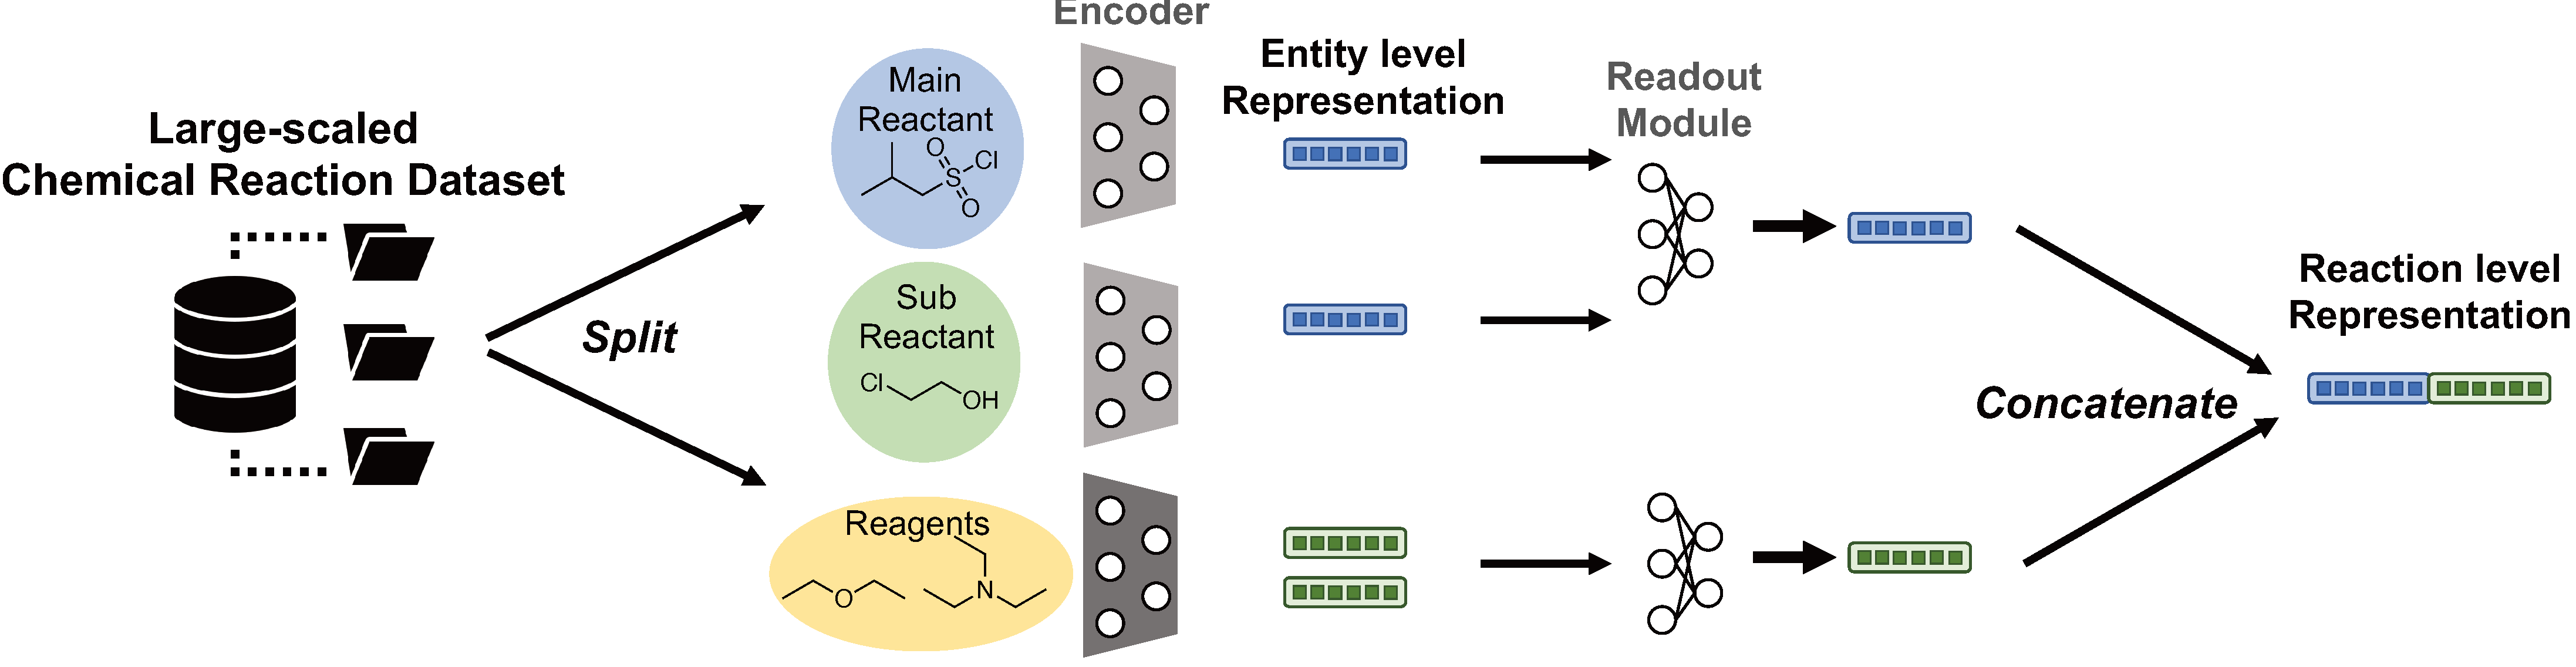 Large-scaled
Chemical Reaction Dataset
Split
Main
Reactant
O
Cl
S
O
Sub
Reactant
Cl
OH
Reagents
O
N
Encoder
Entity level
Representation
Readout
Module
Concatenate
Reaction level
Representation